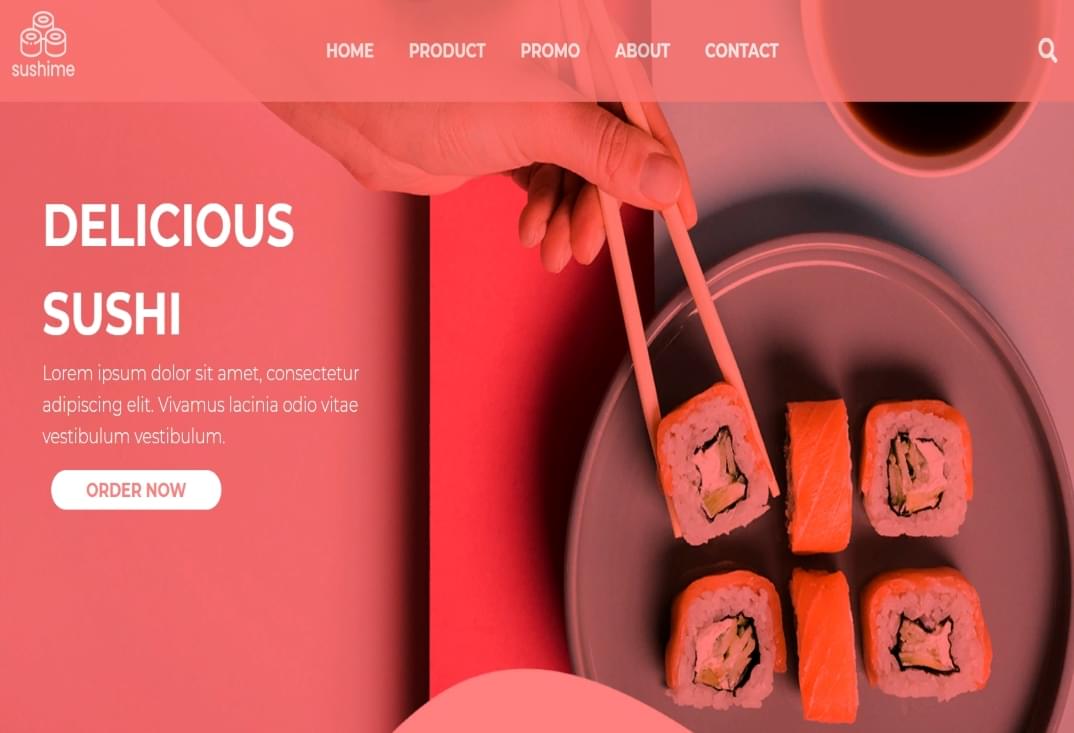 sushime
HOME PRODUCT PROMO ABOUT CONTACT
DELICIOUS
SUSHI
Lorem ipsum dolor sit amet, consectetur
adipiscing elit. Vivamus lacinia odio vitae
vestibulum vestibulum.
ORDER NOW